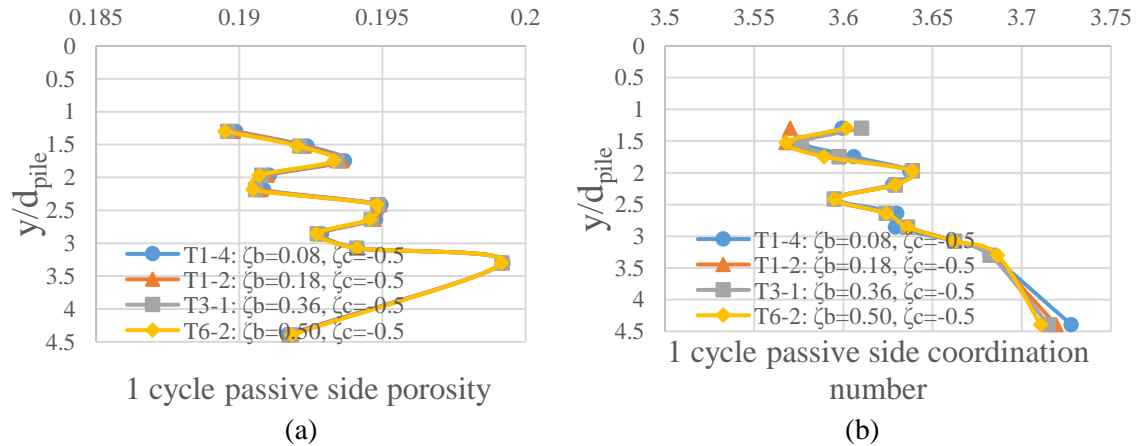 0.185 0.19 0.195 0.2
0
0.5
1
1.5
2
2.5
3
3.5
4
4.5
y/dpile
T1-4: ζb=0.08, ζc=-0.5
T1-2: ζb=0.18, ζc=-0.5
T3-1: ζb=0.36, ζc=-0.5
T6-2: ζb=0.50, ζc=-0.5
1 cycle passive side porosity
(a)
3.5 3.55 3.6 3.65 3.7 3.75
0
0.5
1
1.5
2
2.5
3
3.5
4
4.5
y/dpile
T1-4: ζb=0.08, ζc=-0.5
T1-2: ζb=0.18, ζc=-0.5
T3-1: ζb=0.36, ζc=-0.5
T6-2: ζb=0.50, ζc=-0.5
1 cycle passive side coordination
number
(b)